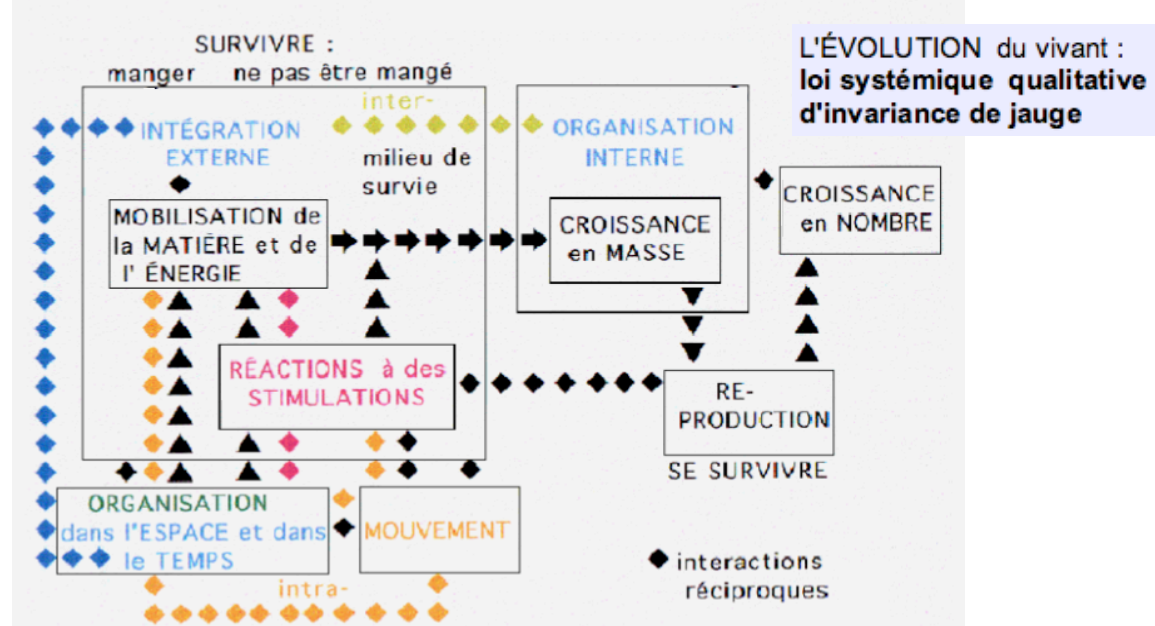 SURVIVRE :
manger ne pas être mangé
L'ÉVOLUTION du vivant :
loi systémique qualitative
d'invariance de jauge
inter-
INTÉGRATION
EXTERNE
milieu de
survie
ORGANISATION
INTERNE
MOBILISATION de
la MATIÈRE et de
l' ÉNERGIE
CROISSANCE
en MASSE
CROISSANCE
en NOMBRE
RÉACTIONS à des
STIMULATIONS
RE-
PRODUCTION
SE SURVIVRE
ORGANISATION
dans l'ESPACE et dans
le TEMPS
MOUVEMENT
intra-
interactions
réciproques